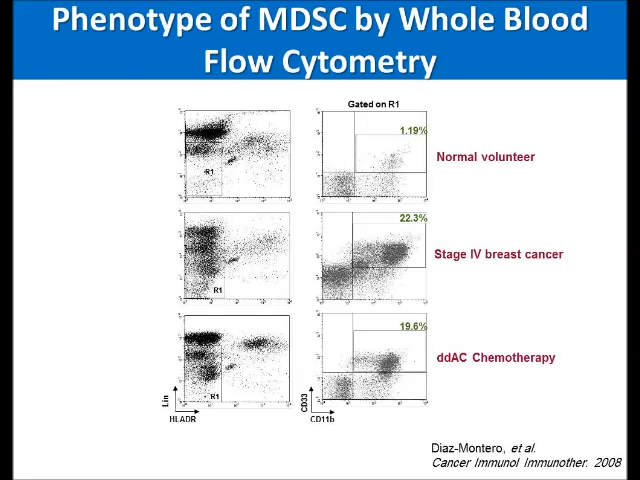 Phenotype of MDSC by Whole Blood
Flow Cytometry
Gated on R1
R1
1.19%
Normal volunteer
R1
22.3%
Stage IV breast cancer
R1
19.6%
ddAC Chemotherapy
Lin
HLADR
CD33
CD11b
Diaz-Montero, et al.
Cancer Immunol Immunother. 2008